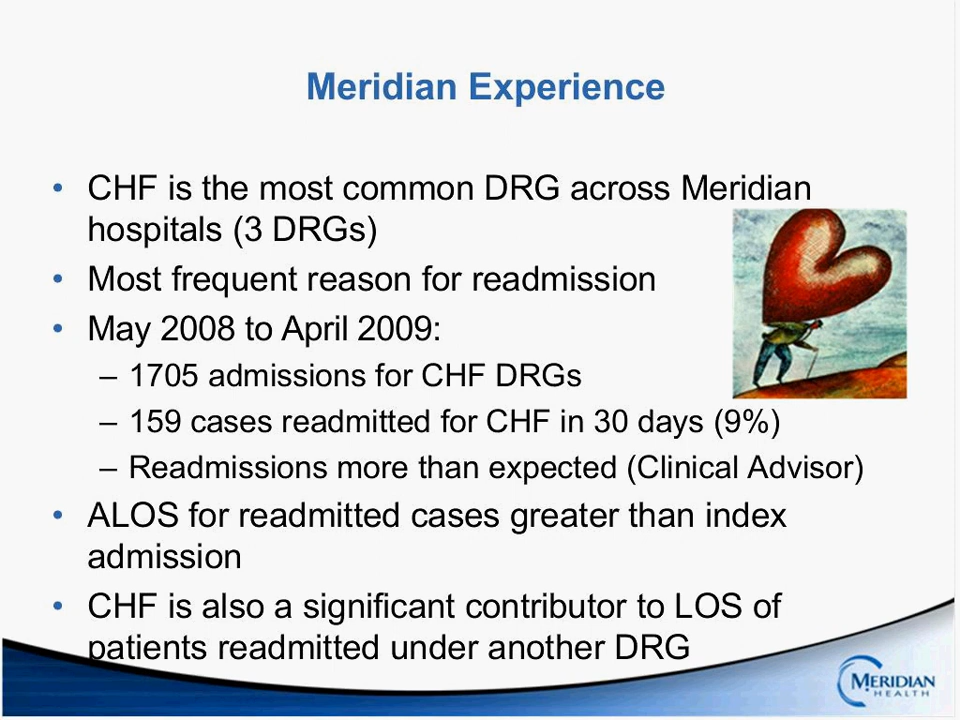 Meridian Experience
• CHF is the most common DRG across Meridian
hospitals (3 DRGs)
• Most frequent reason for readmission
• May 2008 to April 2009:
– 1705 admissions for CHF DRGs
– 159 cases readmitted for CHF in 30 days (9%)
– Readmissions more than expected (Clinical Advisor)
• ALOS for readmitted cases greater than index
admission
• CHF is also a significant contributor to LOS of
patients readmitted under another DRG
MERIDIAN
HEALTH